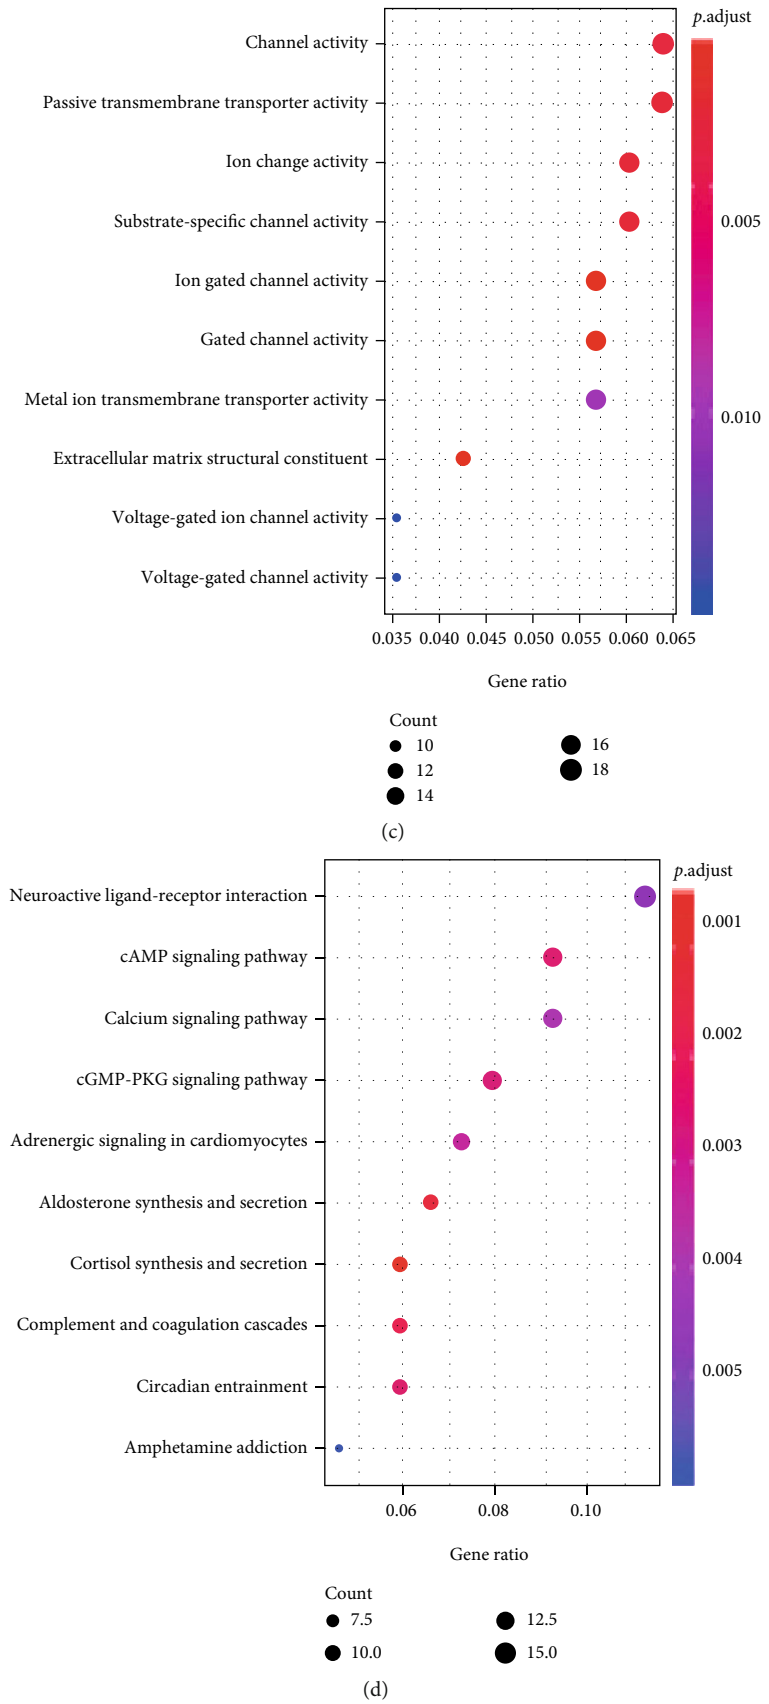 p.adjust
Channel activity
Passive transmembrane transporter activity
Ion change activity
Substrate-specific channel activity
Ion gated channel activity
Gated channel activity
Metal ion transmembrane transporter activity
Extracellular matrix structural constituent
Voltage-gated ion channel activity
Voltage-gated channel activity
0.005
0.010
0.035 0.040 0.045 0.050 0.055 0.060 0.065
Gene ratio
Count
10
12
14
16
18
(c)
p.adjust
Neuroactive ligand-receptor interaction
cAMP signaling pathway
Calcium signaling pathway
cGMP-PKG signaling pathway
Adrenergic signaling in cardiomyocytes
Aldosterone synthesis and secretion
Cortisol synthesis and secretion
Complement and coagulation cascades
Circadian entrainment
Amphetamine addiction
0.001
0.002
0.003
0.004
0.005
0.06 0.08 0.10
Gene ratio
Count
7.5
10.0
12.5
15.0
(d)